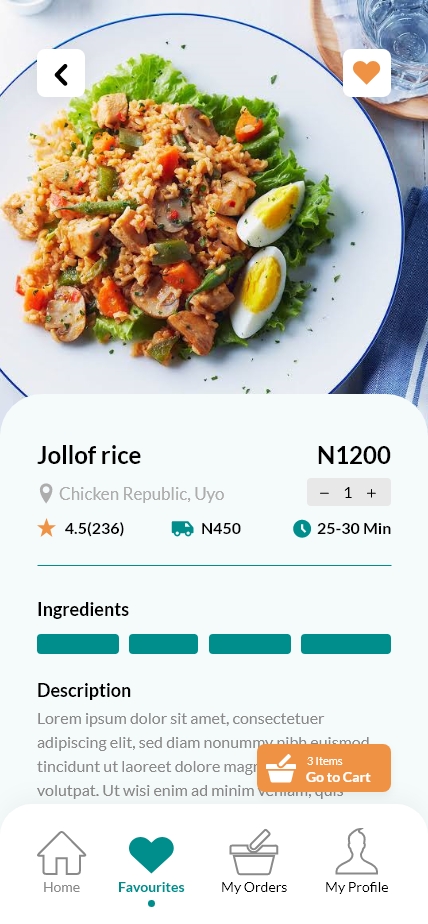 Jollof rice N1200
Chicken Republic, Uyo − 1 +
4.5(236) N450 25-30 Min
Ingredients
Description
Lorem ipsum dolor sit amet, consectetuer
adipiscing elit, sed diam nonummy nibh euismod
tincidunt ut laoreet dolore
volutpat. Ut wisi enim ad minim veniam, quis
3 Items
Go to Cart
Home Favourites My Orders My Profile